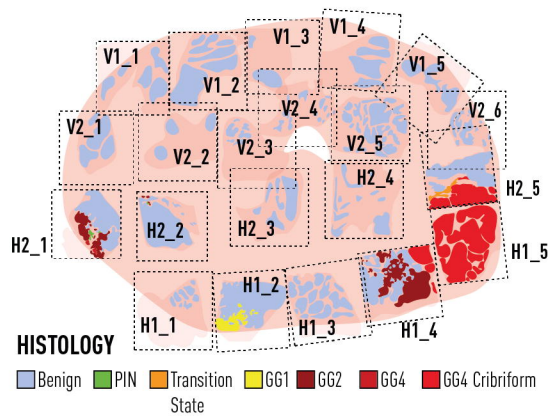 V1_1
V1_2
V1_3
V1_4
V1_5
V2_1
V2_2
V2_3
V2_4
V2_5
V2_6
H2_1
H2_2
H2_3
H2_4
H2_5
H1_1
H1_2
H1_3
H1_4
H1_5
HISTOLOGY
Benign PIN Transition GG1 GG2 GG4 GG4 Cribriform
State